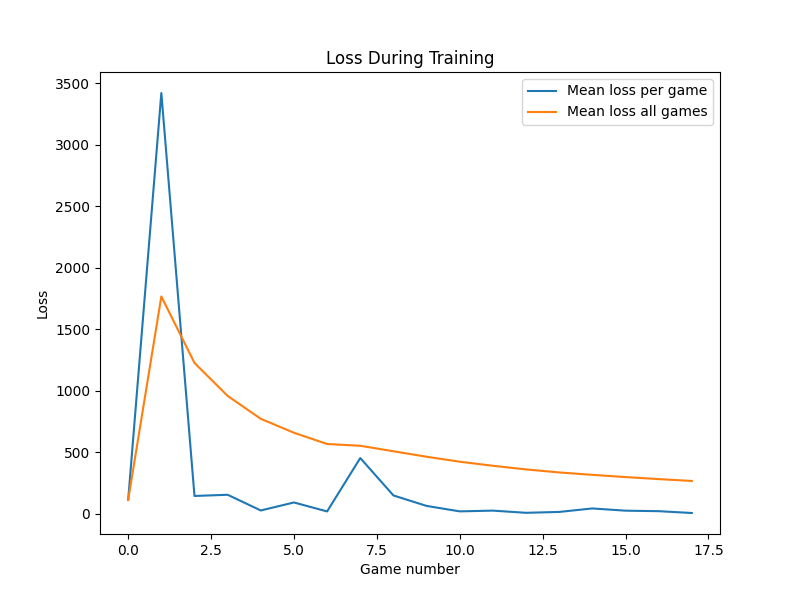 Loss During Training
Mean loss per game
Mean loss all games
3500
3000
2500
2000
1500
1000
500
0
Loss
0.0 2.5 5.0 7.5 10.0 12.5 15.0 17.5
Game number